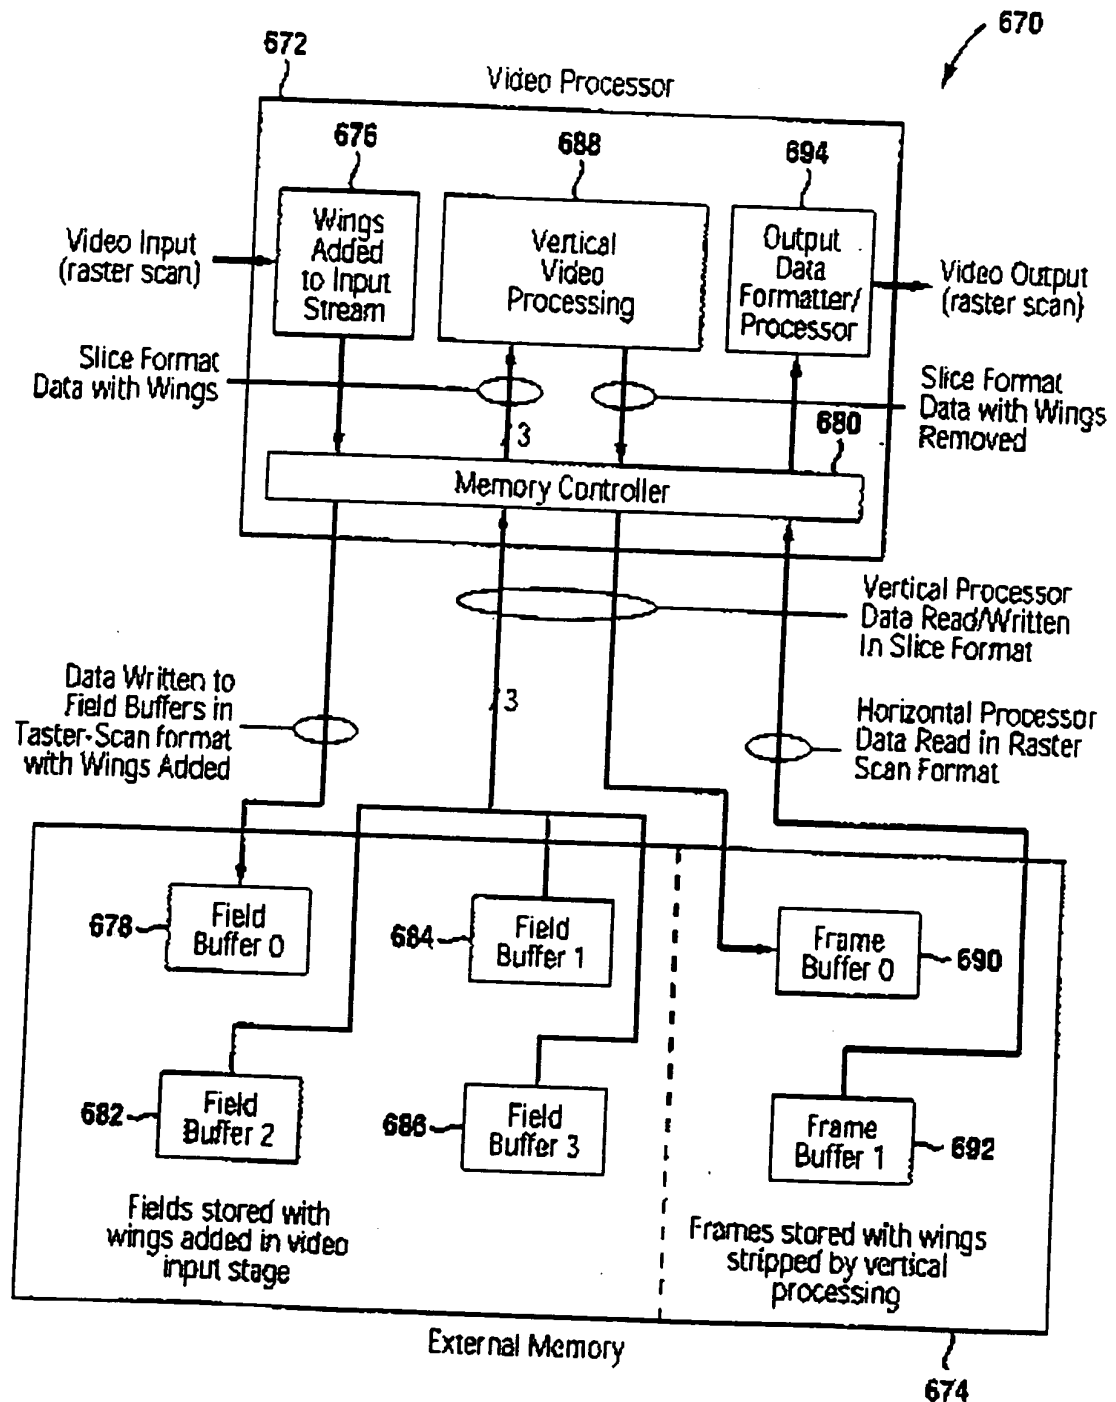 670
672
Video Processor
676
688
694
Wings
Added
to Input
Stream
Vertical
Video
Processing
Output
Data
Formatter/
Processor
Video Input
(raster scan)
Video Output
(raster scan)
Slice Format
Data with Wings
Slice Format
Data with Wings
Removed
3
680
Memory Controller
Vertical Processor
Data Read/Written
In Slice Format
Data Written to
Field Buffers in
Taster-Scan format
with Wings Added
3
Horizontal Processor
Data Read in Raster
Scan Format
678
Field
Buffer 0
684
Field
Buffer 1
Frame
Buffer 0
690
682
Field
Buffer 2
686
Field
Buffer 3
Frame
Buffer 1
692
Fields stored with
wings added in video
input stage
Frames stored with wings
stripped by vertical
processing
External Memory
674